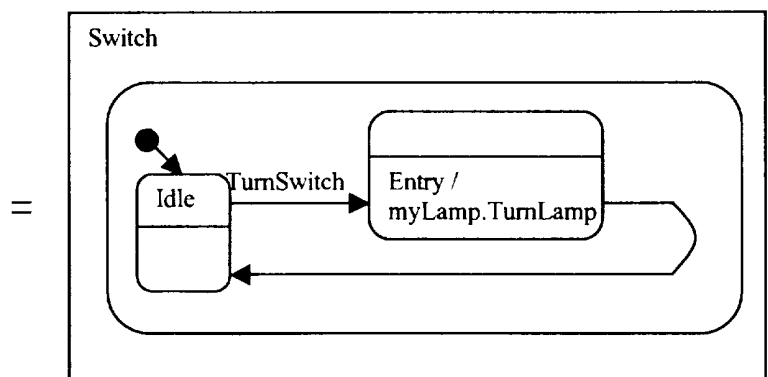 Switch
=
TurnSwitch
Idle
Entry /
myLamp.TurnLamp